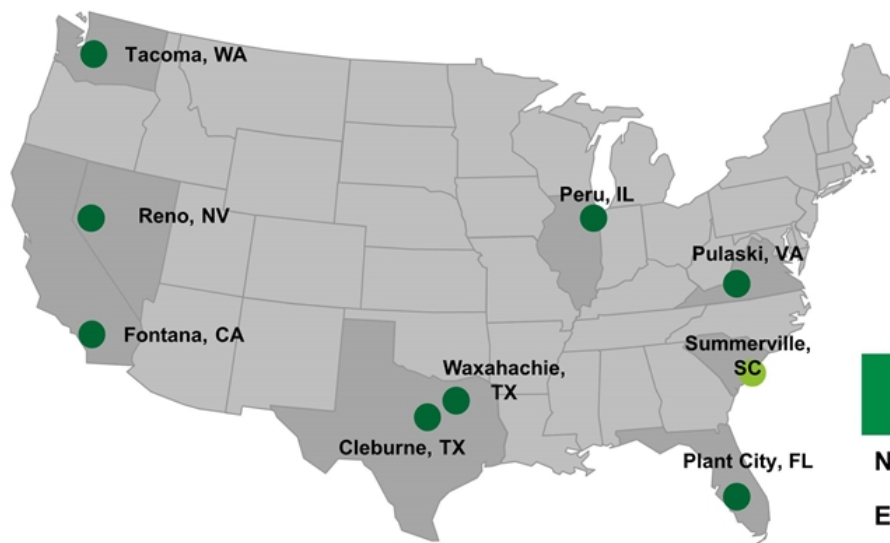 Tacoma, WA
Reno, NV
Fontana, CA
Peru, IL
Pulaski, VA
Summerville,
SC
Waxahachie,
TX
Cleburne, TX
Plant City, FL
N
E